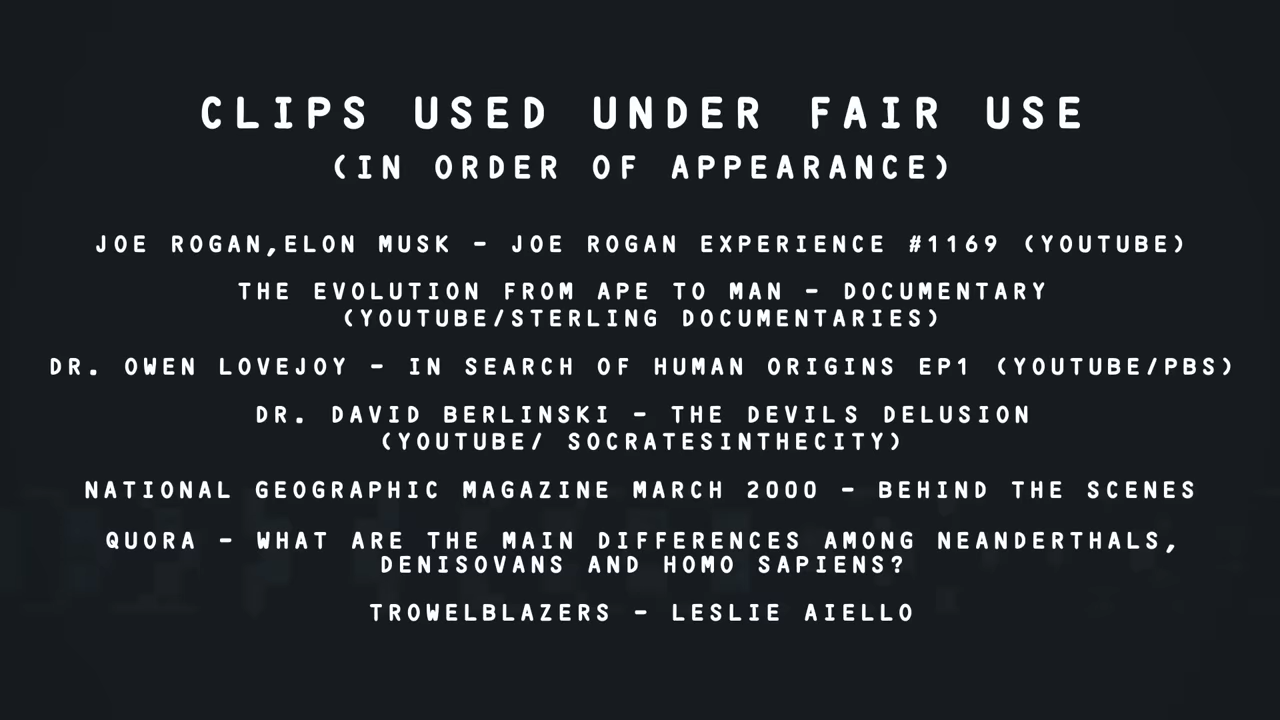 CLIPS USED UNDER FAIR USE
(IN ORDER OF APPEARANCE)
JOE ROGAN,ELON MUSK - JOE ROGAN EXPERIENCE #1169 (YOUTUBE)
THE EVOLUTION FROM APE TO MAN - DOCUMENTARY
(YOUTUBE/STERLING DOCUMENTARIES)
DR. OWEN LOVEJOY - IN SEARCH OF HUMAN ORIGINS EP1 (YOUTUBE/PBS)
DR. DAVID BERLINSKI - THE DEVILS DELUSION
(YOUTUBE/ SOCRATESINTHECITY)
NATIONAL GEOGRAPHIC MAGAZINE MARCH 2000 - BEHIND THE SCENES
QUORA - WHAT ARE THE MAIN DIFFERENCES AMONG NEANDERTHALS,
DENISOVANS AND HOMO SAPIENS?
TROWELBLAZERS - LESLIE AIELLO